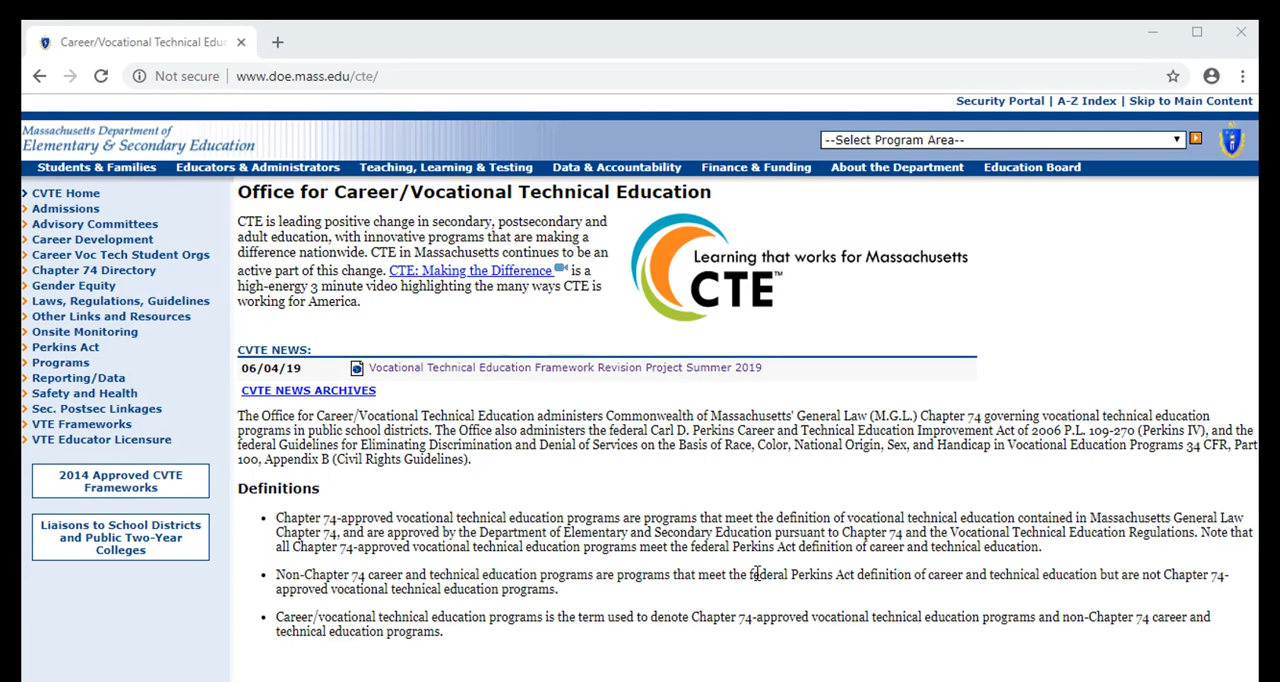 Career/Vocational Technical Educ
Not secure | www.doe.mass.edu/cte/
Security Portal | A-Z Index | Skip to Main Content
Massachusetts Department of
Elementary & Secondary Education
--Select Program Area--
Students & Families Educators & Administrators Teaching, Learning & Testing Data & Accountability Finance & Funding About the Department Education Board
CVTE Home
Admissions
Advisory Committees
Career Development
Career Voc Tech Student Orgs
Chapter 74 Directory
Gender Equity
Laws, Regulations, Guidelines
Other Links and Resources
Onsite Monitoring
Perkins Act
Programs
Reporting/Data
Safety and Health
Sec. Postsec Linkages
VTE Frameworks
VTE Educator Licensure
2014 Approved CVTE
Frameworks
Liaisons to School Districts
and Public Two-Year
Colleges
Office for Career/Vocational Technical Education
CTE is leading positive change in secondary, postsecondary and
adult education, with innovative programs that are making a
difference nationwide. CTE in Massachusetts continues to be an
active part of this change. CTE: Making the Difference is a
high-energy 3 minute video highlighting the many ways CTE is
working for America.
Learning that works for Massachusetts
CTE™
CVTE NEWS:
06/04/19 Vocational Technical Education Framework Revision Project Summer 2019
CVTE NEWS ARCHIVES
The Office for Career/Vocational Technical Education administers Commonwealth of Massachusetts' General Law (M.G.L.) Chapter 74 governing vocational technical education
programs in public school districts. The Office also administers the federal Carl D. Perkins Career and Technical Education Improvement Act of 2006 P.L. 109-270 (Perkins IV), and the
federal Guidelines for Eliminating Discrimination and Denial of Services on the Basis of Race, Color, National Origin, Sex, and Handicap in Vocational Education Programs 34 CFR, Part
100, Appendix B (Civil Rights Guidelines).
Definitions
• Chapter 74-approved vocational technical education programs are programs that meet the definition of vocational technical education contained in Massachusetts General Law
Chapter 74, and are approved by the Department of Elementary and Secondary Education pursuant to Chapter 74 and the Vocational Technical Education Regulations. Note that
all Chapter 74-approved vocational technical education programs meet the federal Perkins Act definition of career and technical education.
• Non-Chapter 74 career and technical education programs are programs that meet the federal Perkins Act definition of career and technical education but are not Chapter 74-
approved vocational technical education programs.
• Career/vocational technical education programs is the term used to denote Chapter 74-approved vocational technical education programs and non-Chapter 74 career and
technical education programs.